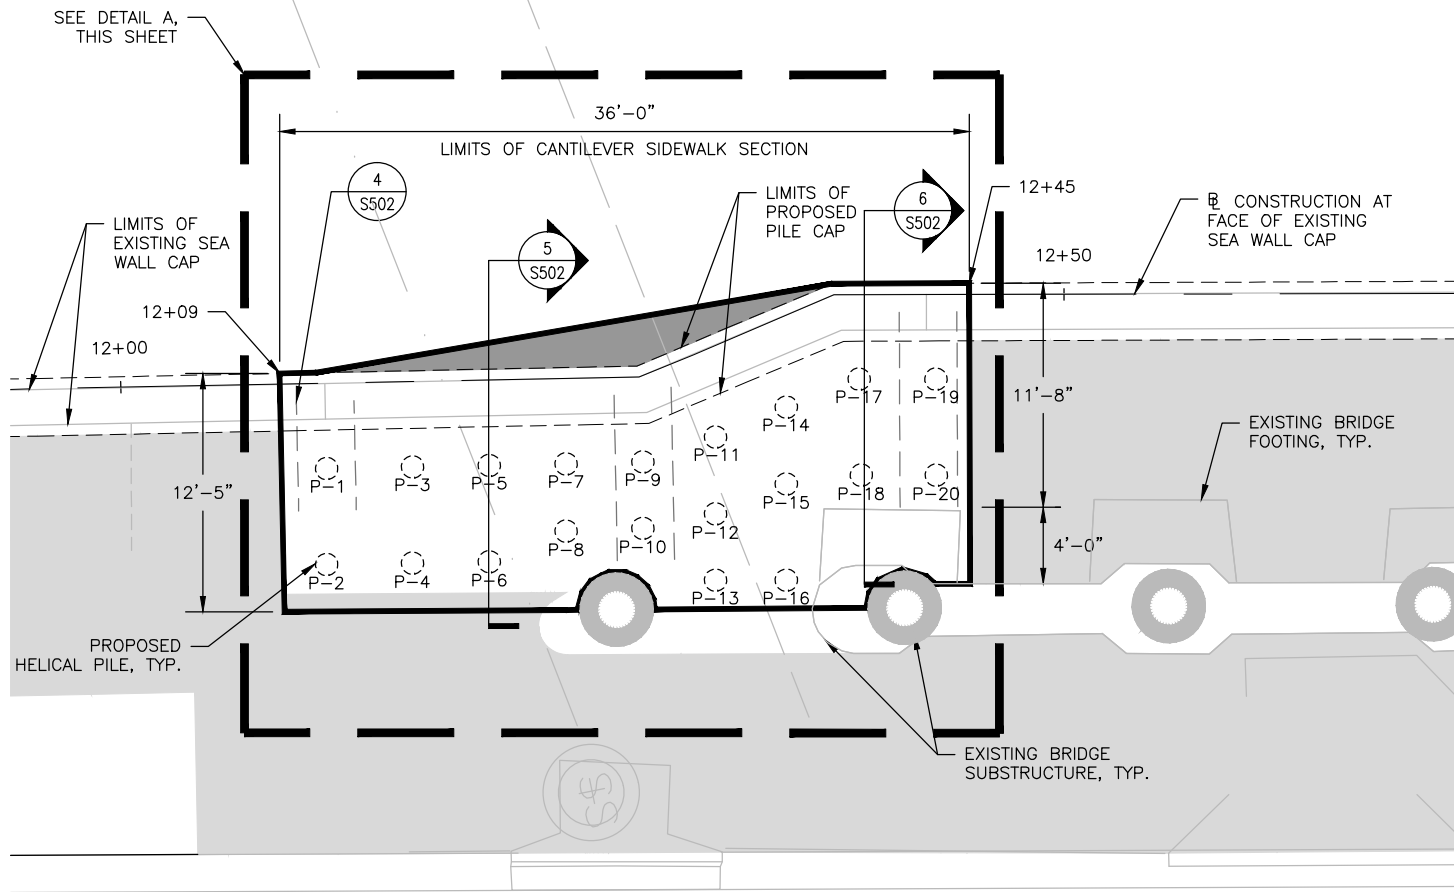 SEE DETAIL A,
THIS SHEET
36'-0"
LIMITS OF CANTILEVER SIDEWALK SECTION
4
S502
LIMITS OF
PROPOSED
PILE CAP
6
S502
12+45
BL CONSTRUCTION AT
FACE OF EXISTING
SEA WALL CAP
LIMITS OF
EXISTING SEA
WALL CAP
5
S502
12+50
12+09
12+00
11'-8"
EXISTING BRIDGE
FOOTING, TYP.
12'-5"
4'-0"
P-1
P-3
P-5
P-7
P-9
P-11
P-14
P-17
P-19
P-2
P-4
P-6
P-8
P-10
P-12
P-15
P-18
P-20
P-13
P-16
PROPOSED
HELICAL PILE, TYP.
EXISTING BRIDGE
SUBSTRUCTURE, TYP.